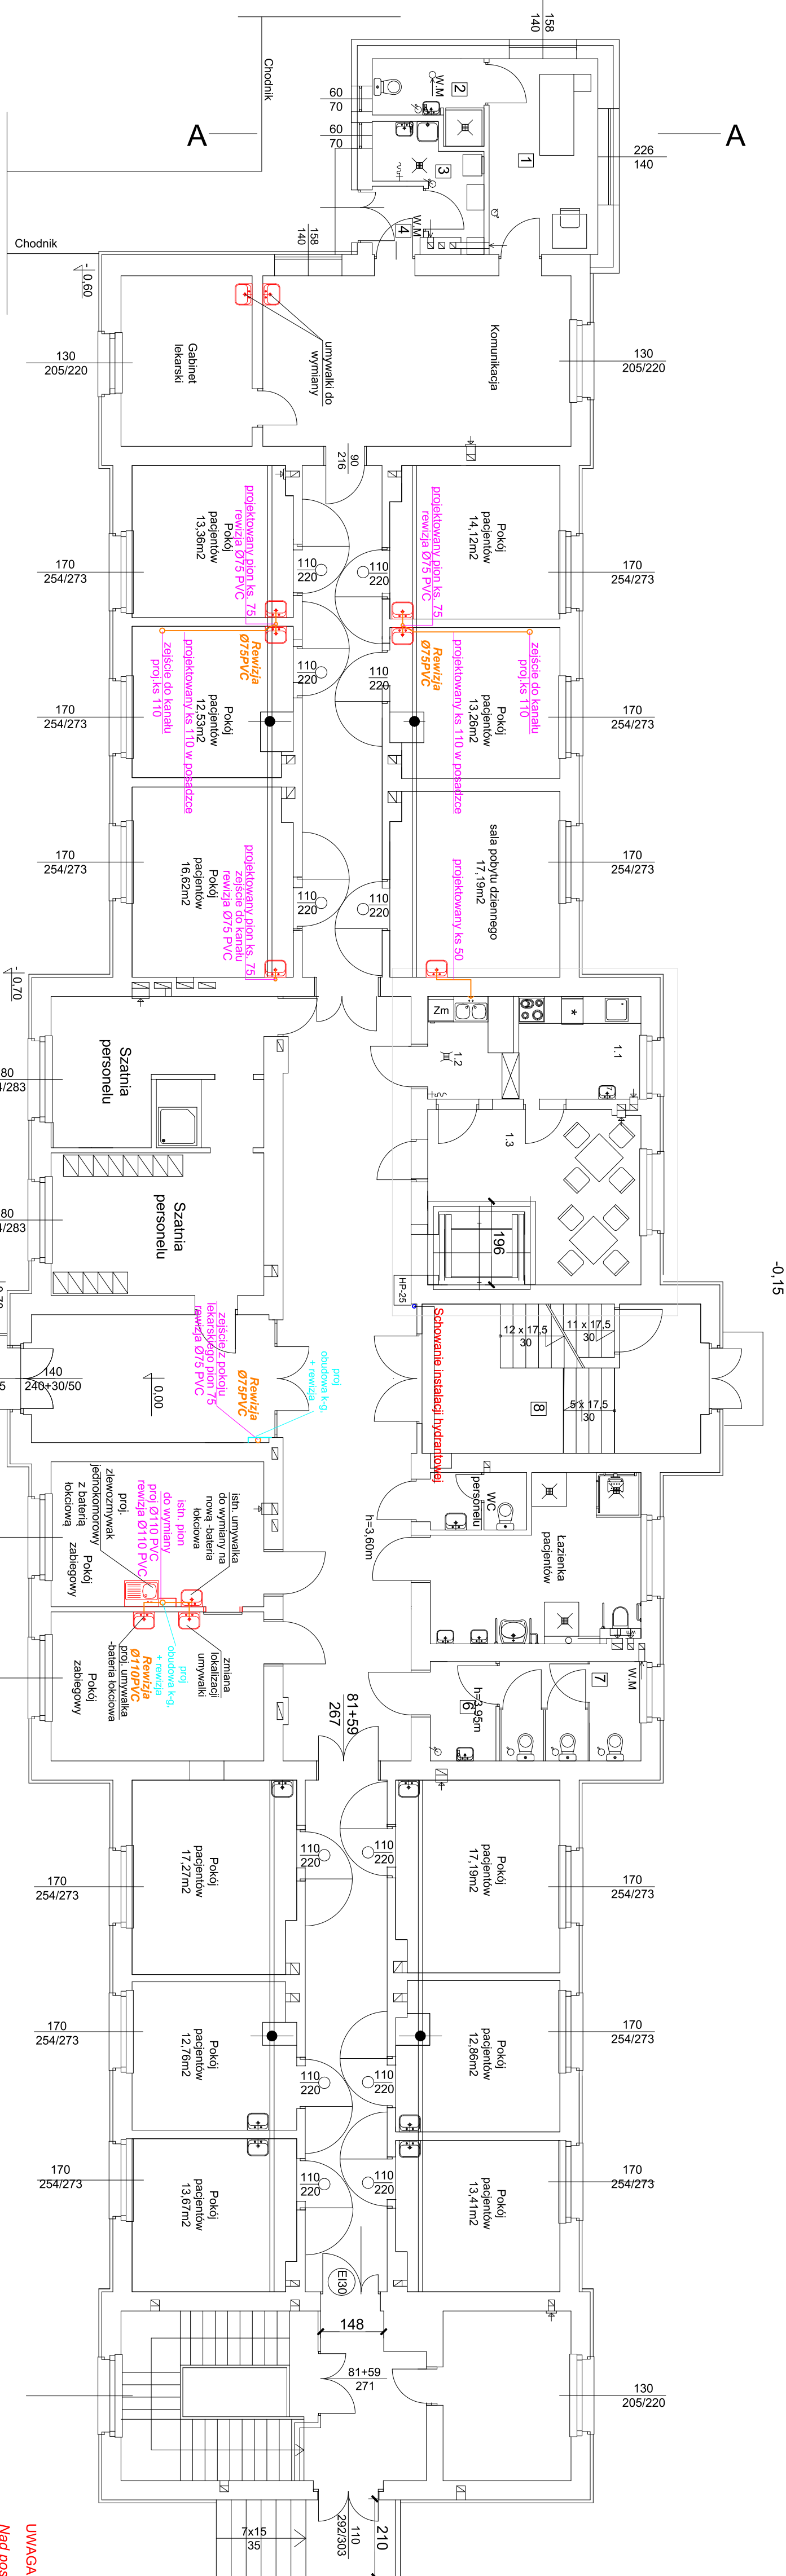 158
140
Chodnik
A
A
60
70
60
70
W.M
2
1
3
4
W.M
226
140
Chodnik
158
140
- 0,60
130
205/220
Gabinet
lekarski
umywalki do
wymiany
Komunikacja
130
205/220
90
216
170
254/273
Pokój
pacjentów
13,36m2
projektowany pion ks. 75
rewizja Ø75 PVC
110
220
projektowany pion ks. 75
rewizja Ø75 PVC
Pokój
pacjentów
14,12m2
170
254/273
170
254/273
zejście do kanału
proj.ks 110
projektowany ks 110 w posadzce
Pokój
pacjentów
12,53m2
Rewizja
Ø75PVC
110
220
110
220
Rewizja
Ø75PVC
projektowany ks 110 w posadzce
Pokój
pacjentów
13,26m2
zejście do kanału
proj.ks 110
170
254/273
170
254/273
Pokój
pacjentów
16,62m2
projektowany pion ks. 75
zejście do kanału
rewizja Ø75 PVC
110
220
110
220
projektowany ks 50
sala pobytu dziennego
17,19m2
170
254/273
- 0,70
Zm
1.2
1.1
7
*
1.3
Szatnia
personelu
Szatnia
personelu
196
HP-25
-0,15
Schowanie instalacji hydrantowej
12 x 17,5
30
11 x 17,5
30
5 x 17,5
30
8
140
240+30/50
0,00
zejście/z pokoju
lekarskiego pion 75
rewizja Ø75 PVC
Rewizja
Ø75PVC
proj
obudowa k-g,
+ rewizja
proj.
zlewozmywak
jednokomorowy
z baterią
łokciową
Pokój
zabiegowy
istn. pion
do wymiany
proj Ø110 PVC
rewizja Ø110 PVC
istn. umywalka
do wymiany na
nową -bateria
łokciowa
h=3,60m
WC
personelu
Łazienka
pacjentów
Pokój
zabiegowy
proj. umywalka
-bateria łokciowa
Rewizja
Ø110PVC
proj
obudowa k-g,
+ rewizja
zmiana
lokalizacji
umywalki
81+59
267
h=3,95m
6
7
W.M
170
254/273
Pokój
pacjentów
17,27m2
110
220
110
220
Pokój
pacjentów
17,19m2
170
254/273
170
254/273
Pokój
pacjentów
12,76m2
110
220
110
220
Pokój
pacjentów
12,86m2
170
254/273
170
254/273
Pokój
pacjentów
13,67m2
110
220
110
220
Pokój
pacjentów
13,41m2
170
254/273
EI30
148
81+59
271
130
205/220
110
292/303
210
7x15
35
UWAGA